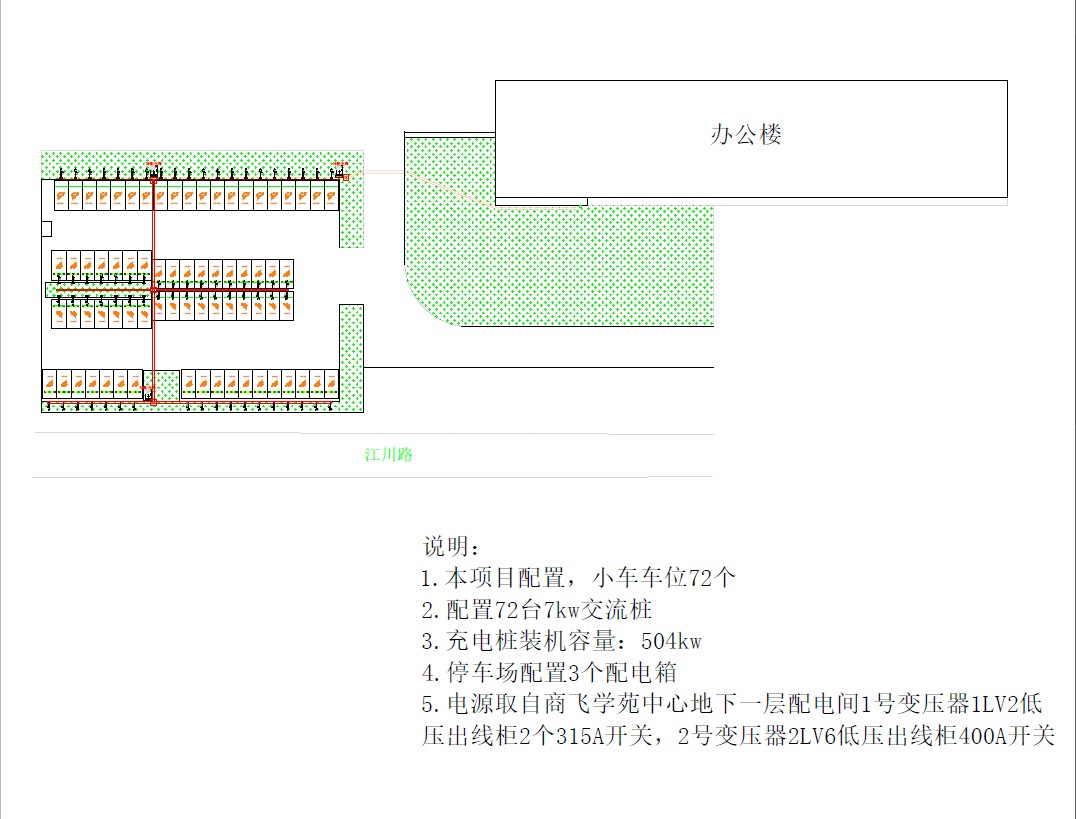 办公楼
江川路
说明：
1.本项目配置，小车车位72个
2.配置72台7kw交流桩
3.充电桩装机容量：504kw
4.停车场配置3个配电箱
5.电源取自商飞学苑中心地下一层配电间1号变压器1LV2低
压出线柜2个315A开关，2号变压器2LV6低压出线柜400A开关